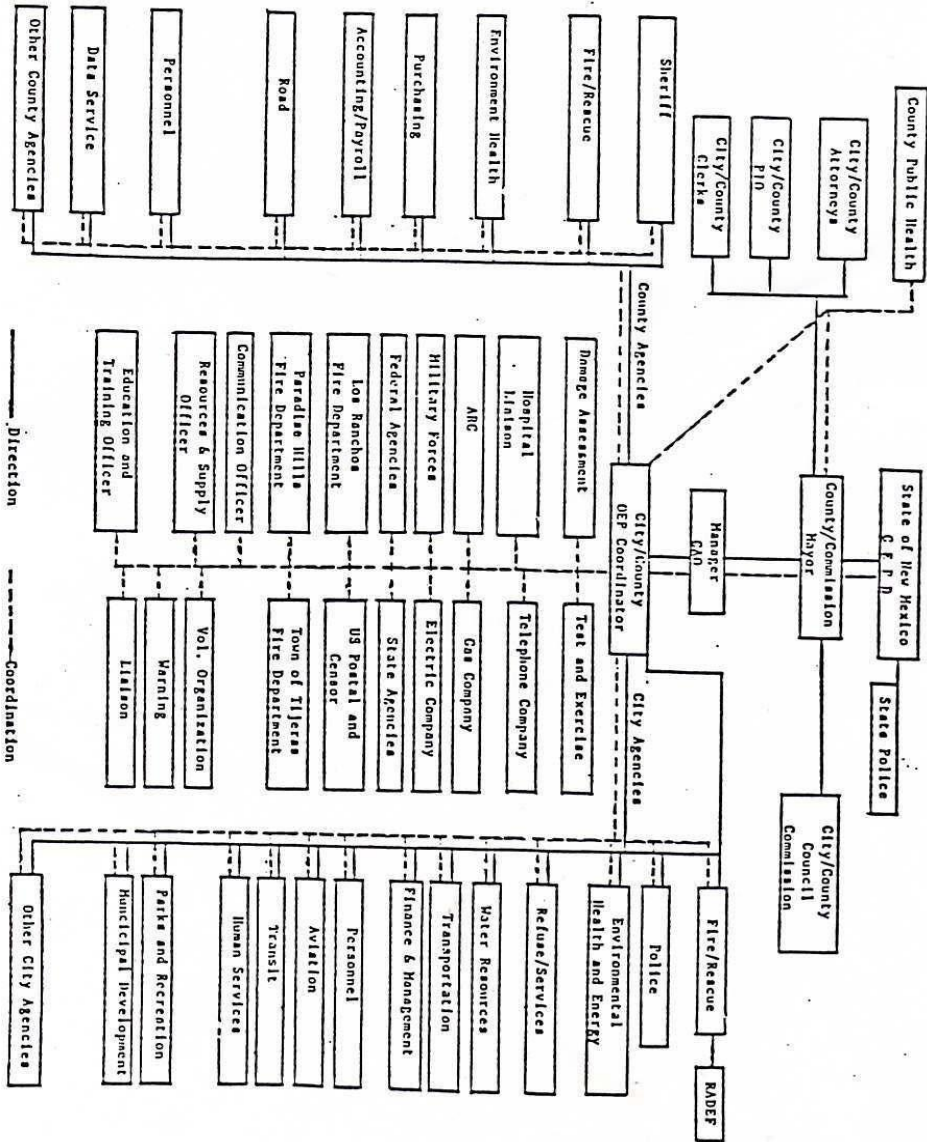 State of New Mexico
State Police
County/Commission
Mayor
City/County
Council
Commission
County Public Health
City/County
Attorneys
City/County
PIO
City/County
Clerks
Manager
CAO
City/County
OEP Coordinator
County Agencies
City Agencies
Sheriff
Fire/Rescue
Environment Health
Purchasing
Accounting/Payroll
Road
Personnel
Data Service
Other County Agencies
Damage Assessment
Hospital
Liaison
ARC
Military Forces
Federal Agencies
Los Ranchos
Fire Department
Paradise Hills
Fire Department
Communication Officer
Resources & Supply
Officer
Education and
Training Officer
Test and Exercise
Telephone Company
Gas Company
Electric Company
State Agencies
US Postal and
Censor
Town of Tijeras
Fire Department
Vol. Organization
Warning
Liaison
Fire/Rescue
RADEF
Police
Environmental
Health and Energy
Refuse/Services
Water Resources
Transportation
Finance & Management
Personnel
Aviation
Transit
Human Services
Parks and Recreation
Municipal Development
Other City Agencies
Direction
Coordination